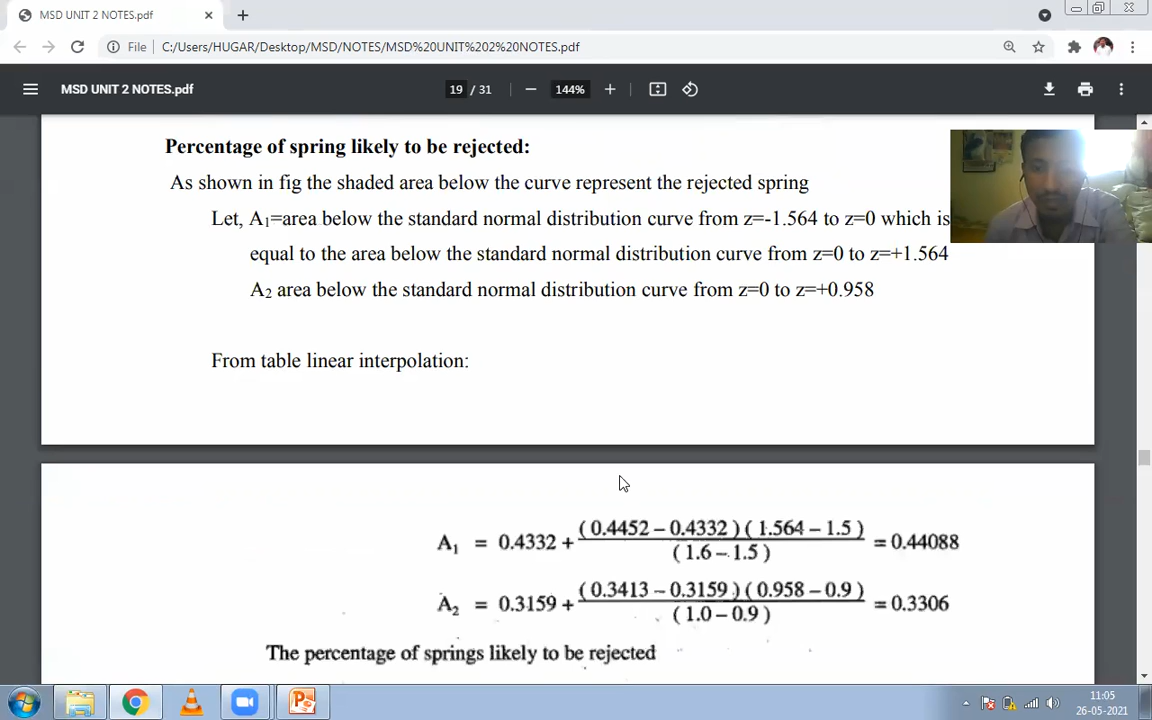 MSD UNIT 2 NOTES.pdf
File C:/Users/HUGAR/Desktop/MSD/NOTES/MSD%20UNIT%202%20NOTES.pdf
MSD UNIT 2 NOTES.pdf 19 / 31 144%
Percentage of spring likely to be rejected:
As shown in fig the shaded area below the curve represent the rejected spring
Let, A₁=area below the standard normal distribution curve from z=-1.564 to z=0 which is
equal to the area below the standard normal distribution curve from z=0 to z=+1.564
A₂ area below the standard normal distribution curve from z=0 to z=+0.958
From table linear interpolation:
A₁ = 0.4332 + (0.4452 – 0.4332)(1.564 – 1.5) / (1.6 – 1.5) = 0.44088
A₂ = 0.3159 + (0.3413 – 0.3159)(0.958 – 0.9) / (1.0 – 0.9) = 0.3306
The percentage of springs likely to be rejected
11:05
26-05-2021